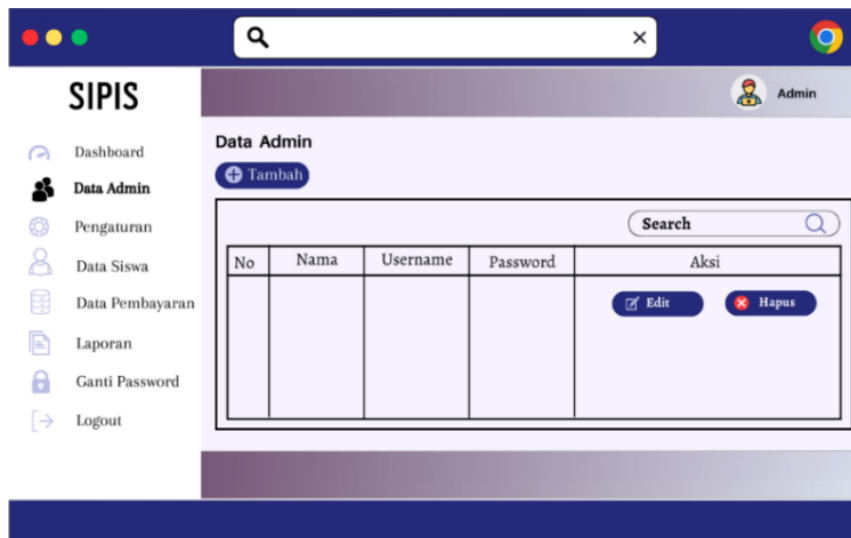 SIPIS
Admin
Dashboard
Data Admin
Pengaturan
Data Siswa
Data Pembayaran
Laporan
Ganti Password
Logout
Data Admin
Tambah
Search
No Nama Username Password Aksi
Edit Hapus